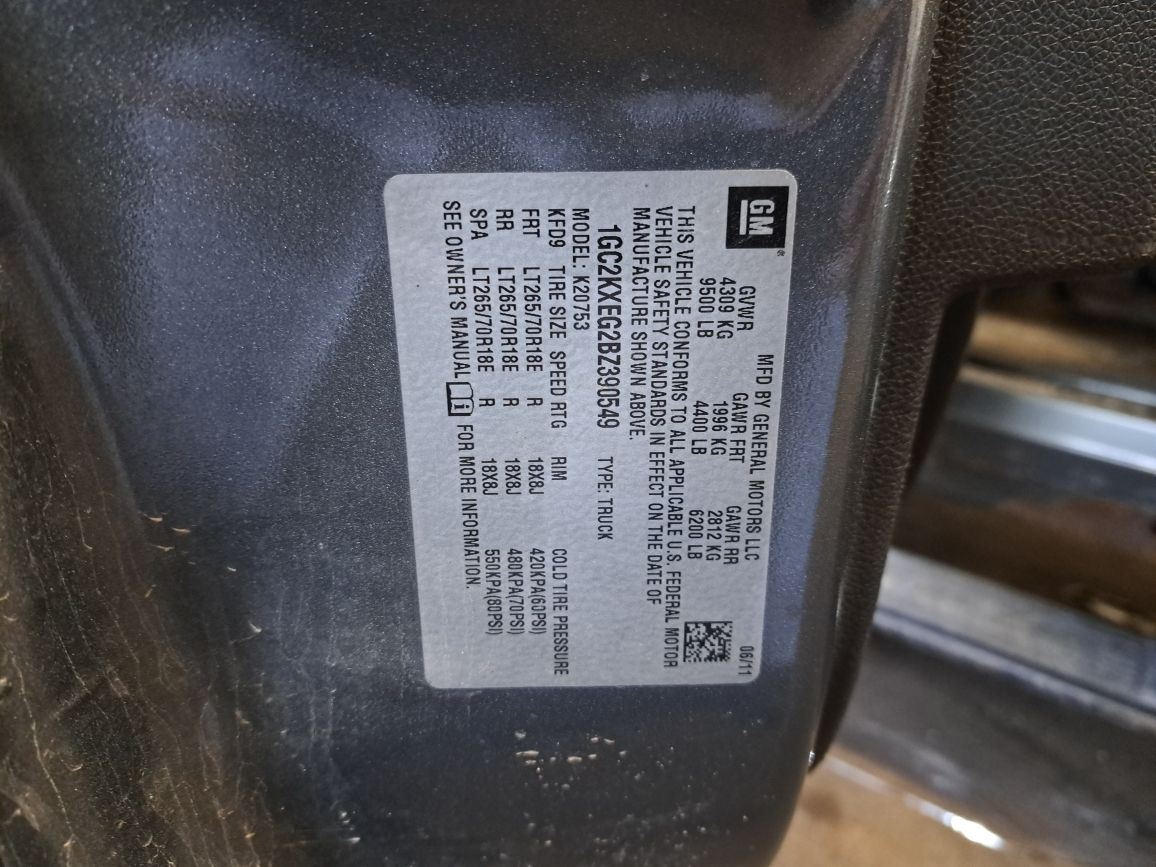 GM®
MFD BY GENERAL MOTORS LLC 06/11
GVWR GAWR FRT GAWR RR
4309 KG 1996 KG 2812 KG
9500 LB 4400 LB 6200 LB
THIS VEHICLE CONFORMS TO ALL APPLICABLE U.S. FEDERAL MOTOR
VEHICLE SAFETY STANDARDS IN EFFECT ON THE DATE OF
MANUFACTURE SHOWN ABOVE.
1GC2KXEG2BZ390549 TYPE: TRUCK
MODEL: K20753
KFD9 TIRE SIZE SPEED RTG RIM COLD TIRE PRESSURE
FRT LT265/70R18E R 18X8J 420KPA(60PSI)
RR LT265/70R18E R 18X8J 480KPA(70PSI)
SPA LT265/70R18E R 18X8J 550KPA(80PSI)
SEE OWNER'S MANUAL FOR MORE INFORMATION.